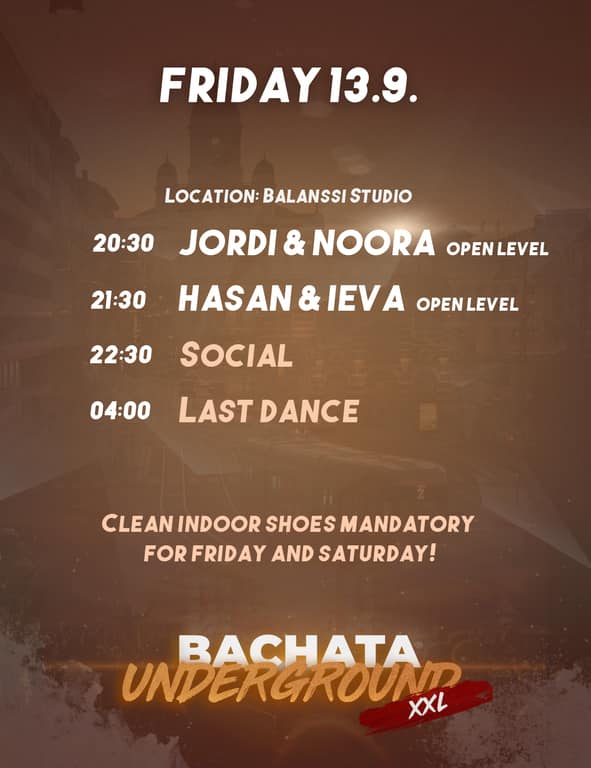 FRIDAY 13.9.
LOCATION: BALANSSI STUDIO
20:30 JORDI & NOORA OPEN LEVEL
21:30 HASAN & IEVA OPEN LEVEL
22:30 SOCIAL
04:00 LAST DANCE
CLEAN INDOOR SHOES MANDATORY
FOR FRIDAY AND SATURDAY!
BACHATA
UNDERGROUND
XXL